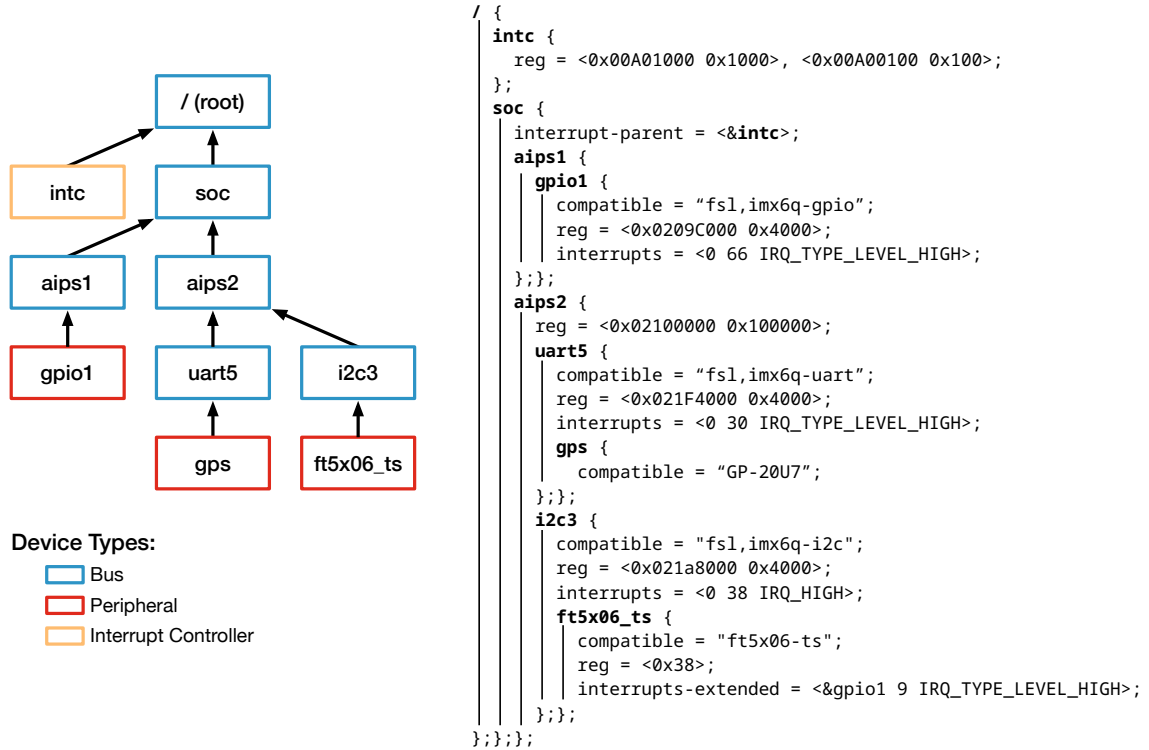 / (root)
intc
soc
aips1
aips2
gpio1
uart5
i2c3
gps
ft5x06_ts
Device Types:
Bus
Peripheral
Interrupt Controller
/ {
intc {
reg = <0x00A01000 0x1000>, <0x00A00100 0x100>;
};
soc {
interrupt-parent = <&intc>;
aips1 {
gpio1 {
compatible = “fsl,imx6q-gpio”;
reg = <0x0209C000 0x4000>;
interrupts = <0 66 IRQ_TYPE_LEVEL_HIGH>;
};};
aips2 {
reg = <0x02100000 0x100000>;
uart5 {
compatible = “fsl,imx6q-uart”;
reg = <0x021F4000 0x4000>;
interrupts = <0 30 IRQ_TYPE_LEVEL_HIGH>;
gps {
compatible = “GP-20U7”;
};};
i2c3 {
compatible = "fsl,imx6q-i2c";
reg = <0x021a8000 0x4000>;
interrupts = <0 38 IRQ_HIGH>;
ft5x06_ts {
compatible = "ft5x06-ts";
reg = <0x38>;
interrupts-extended = <&gpio1 9 IRQ_TYPE_LEVEL_HIGH>;
};};
};};};